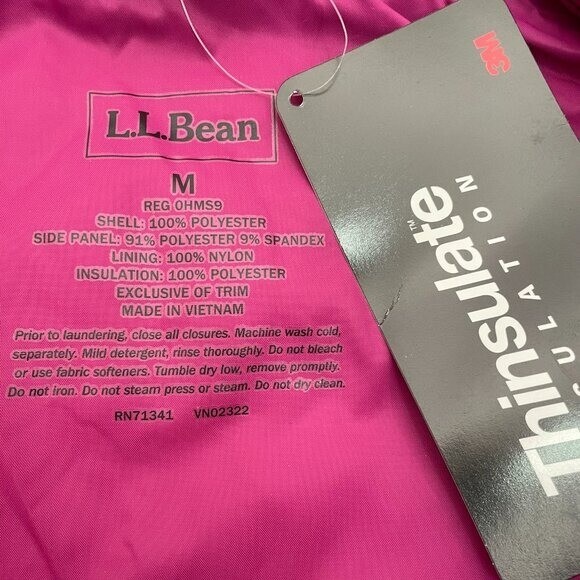 L.L.Bean
M
REG 0HMS9
SHELL: 100% POLYESTER
SIDE PANEL: 91% POLYESTER 9% SPANDEX
LINING: 100% NYLON
INSULATION: 100% POLYESTER
EXCLUSIVE OF TRIM
MADE IN VIETNAM
Prior to laundering, close all closures. Machine wash cold,
separately. Mild detergent, rinse thoroughly. Do not bleach
or use fabric softeners. Tumble dry low, remove promptly.
Do not iron. Do not steam press or steam. Do not dry clean.
RN71341 VN02322
3M
Thinsulate™
ULATION